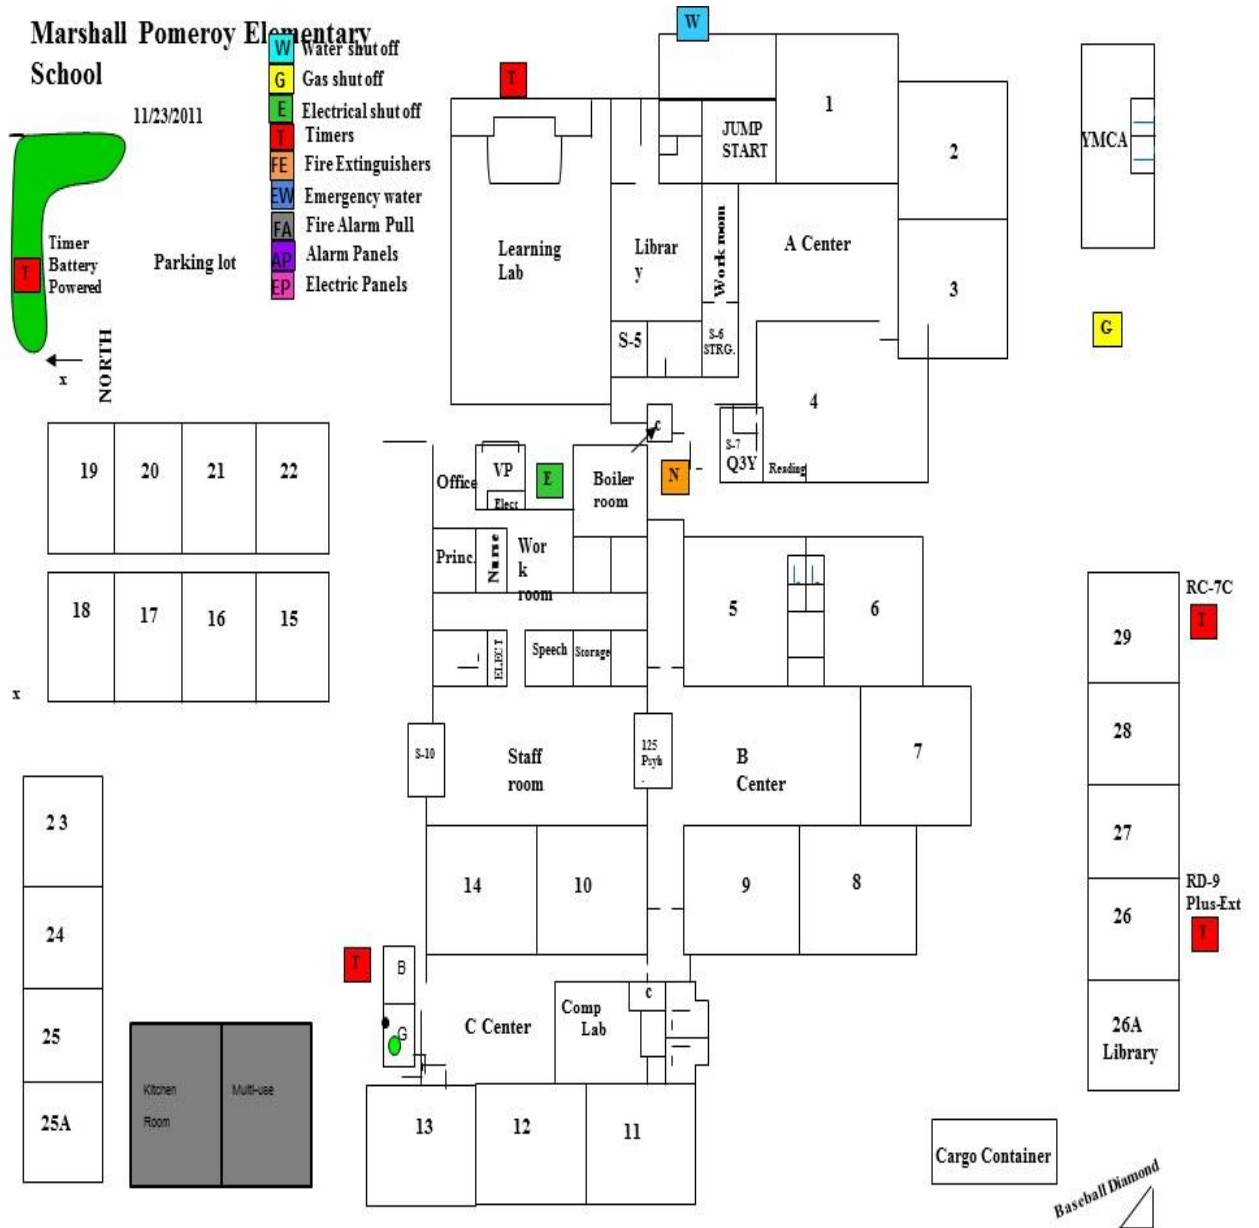 Marshall Pomeroy Elementary
School
11/23/2011
W Water shut off
G Gas shut off
E Electrical shut off
T Timers
FE Fire Extinguishers
EW Emergency water
FA Fire Alarm Pull
AP Alarm Panels
EP Electric Panels
T
Timer
Battery
Powered
Parking lot
NORTH
x
W
T
1
JUMP
START
2
YMCA
Learning
Lab
Librar
y
Work room
A Center
3
G
S-5
S-6
STRG.
4
c
S-7
Q3Y
Reading
19
20
21
22
Office
VP
Elect
E
Boiler
room
N
Princ.
Nurse
Wor
k
room
18
17
16
15
5
6
29
RC-7C
T
x
ELECT
Speech
Storage
S-10
Staff
room
125
Psyh
.
B
Center
7
28
23
14
10
9
8
27
24
26
RD-9
Plus-Ext
T
T
B
G
C Center
Comp
Lab
c
25
26A
Library
Kitchen
Room
Multi-use
25A
13
12
11
Cargo Container
Baseball Diamond